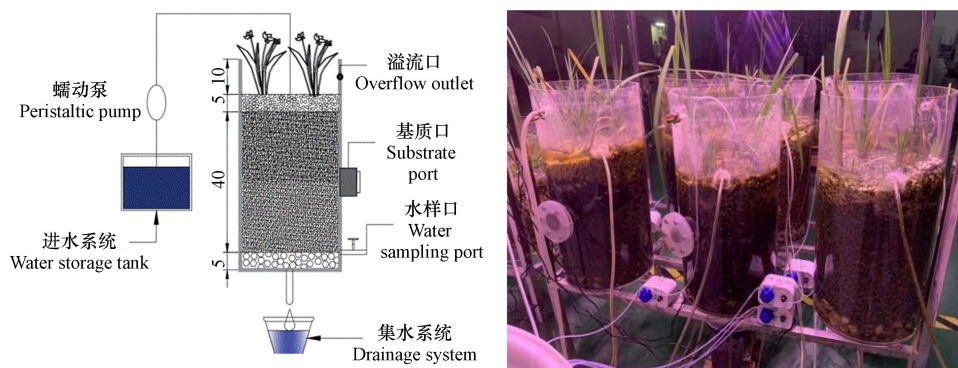 蠕动泵
Peristaltic pump
进水系统
Water storage tank
10
5
40
5
溢流口
Overflow outlet
基质口
Substrate
port
水样口
Water
sampling port
集水系统
Drainage system